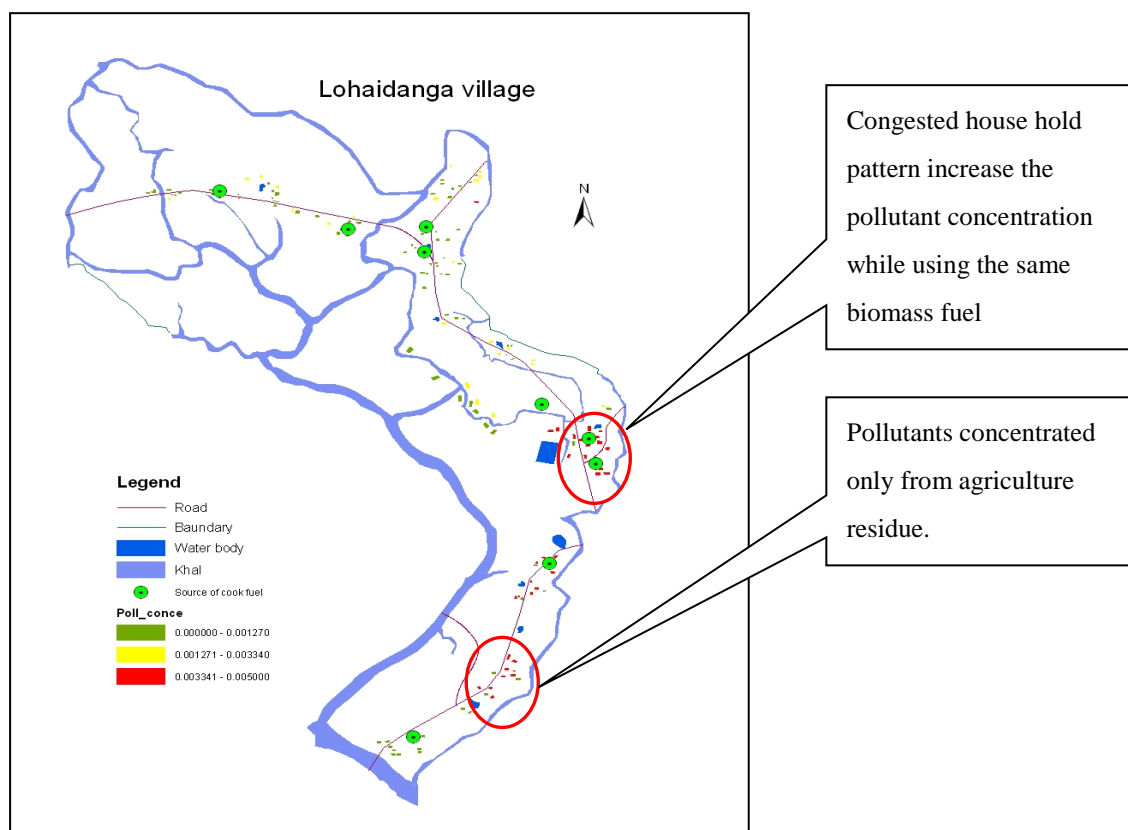 Lohaidanga village
N
Congested house hold
pattern increase the
pollutant concentration
while using the same
biomass fuel
Pollutants concentrated
only from agriculture
residue.
Legend
Road
Baundary
Water body
Khal
Source of cook fuel
Poll_conce
0.000000 - 0.001270
0.001271 - 0.003340
0.003341 - 0.005000